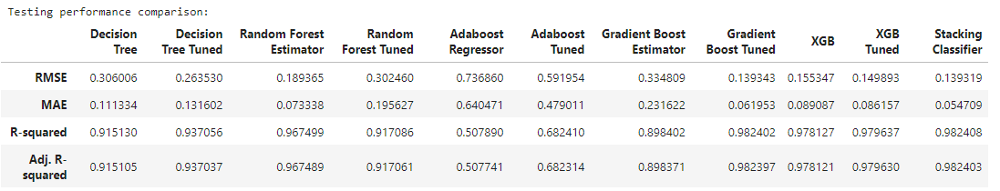 Testing performance comparison:
Decision Tree Decision Tree Tuned Random Forest Estimator Random Forest Tuned Adaboost Regressor Adaboost Tuned Gradient Boost Estimator Gradient Boost Tuned XGB XGB Tuned Stacking Classifier
RMSE 0.306006 0.263530 0.189365 0.302460 0.736860 0.591954 0.334809 0.139343 0.155347 0.149893 0.139319
MAE 0.111334 0.131602 0.073338 0.195627 0.640471 0.479011 0.231622 0.061953 0.089087 0.086157 0.054709
R-squared 0.915130 0.937056 0.967499 0.917086 0.507890 0.682410 0.898402 0.982402 0.978127 0.979637 0.982408
Adj. R-squared 0.915105 0.937037 0.967489 0.917061 0.507741 0.682314 0.898371 0.982397 0.978121 0.979630 0.982403